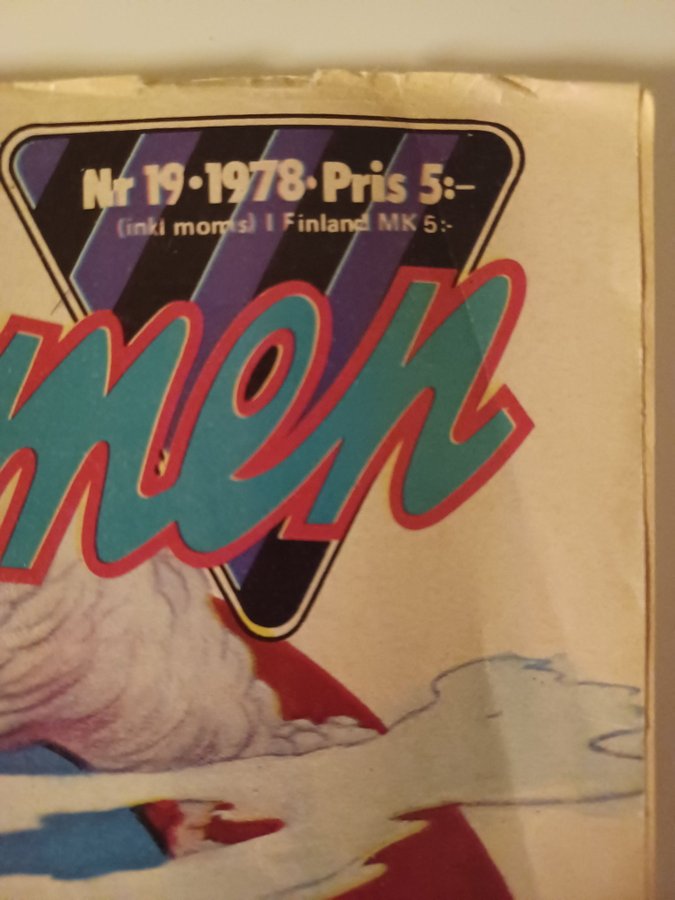 Nr 19·1978·Pris 5:-
(inkl moms) I Finland MK 5:-
men